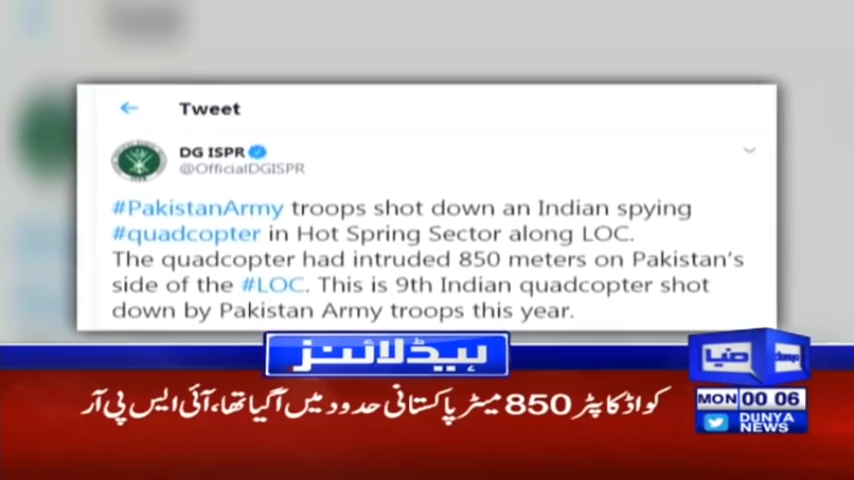 Tweet
DG ISPR
@OfficialDGISPR
#PakistanArmy troops shot down an Indian spying
#quadcopter in Hot Spring Sector along LOC.
The quadcopter had intruded 850 meters on Pakistan's
side of the #LOC. This is 9th Indian quadcopter shot
down by Pakistan Army troops this year.
ہیڈلائنز
کواڈ کاپٹر 850 میٹر پاکستانی حدود میں آگیا تھا، آئی ایس پی آر
دنیا dunya
MON 00 06
DUNYA
NEWS